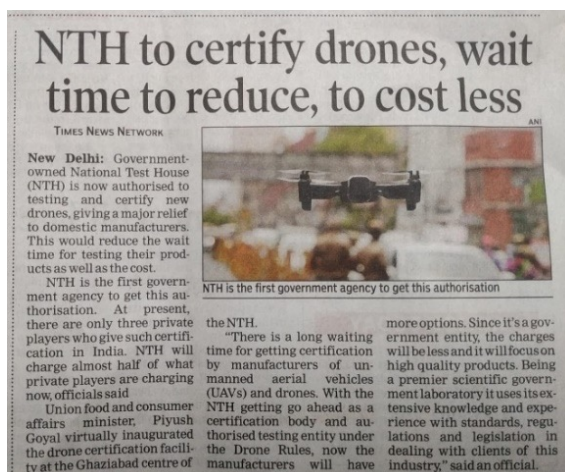 NTH to certify drones, wait
time to reduce, to cost less
TIMES NEWS NETWORK
ANI
New Delhi: Government-
owned National Test House
(NTH) is now authorised to
testing and certify new
drones, giving a major relief
to domestic manufacturers.
This would reduce the wait
time for testing their prod-
ucts as well as the cost.
NTH is the first govern-
ment agency to get this au-
thorisation. At present,
there are only three private
players who give such certifi-
cation in India. NTH will
charge almost half of what
private players are charging
now, officials said
Union food and consumer
affairs minister, Piyush
Goyal virtually inaugurated
the drone certification facili-
ty at the Ghaziabad centre of
NTH is the first government agency to get this authorisation
the NTH.
"There is a long waiting
time for getting certification
by manufacturers of un-
manned aerial vehicles
(UAVs) and drones. With the
NTH getting go ahead as a
certification body and au-
thorised testing entity under
the Drone Rules, now the
manufacturers will have
more options. Since it's a gov-
ernment entity, the charges
will be less and it will focus on
high quality products. Being
a premier scientific govern-
ment laboratory it uses its ex-
tensive knowledge and expe-
rience with standards, regu-
lations and legislation in
dealing with clients of this
industry," said an official.